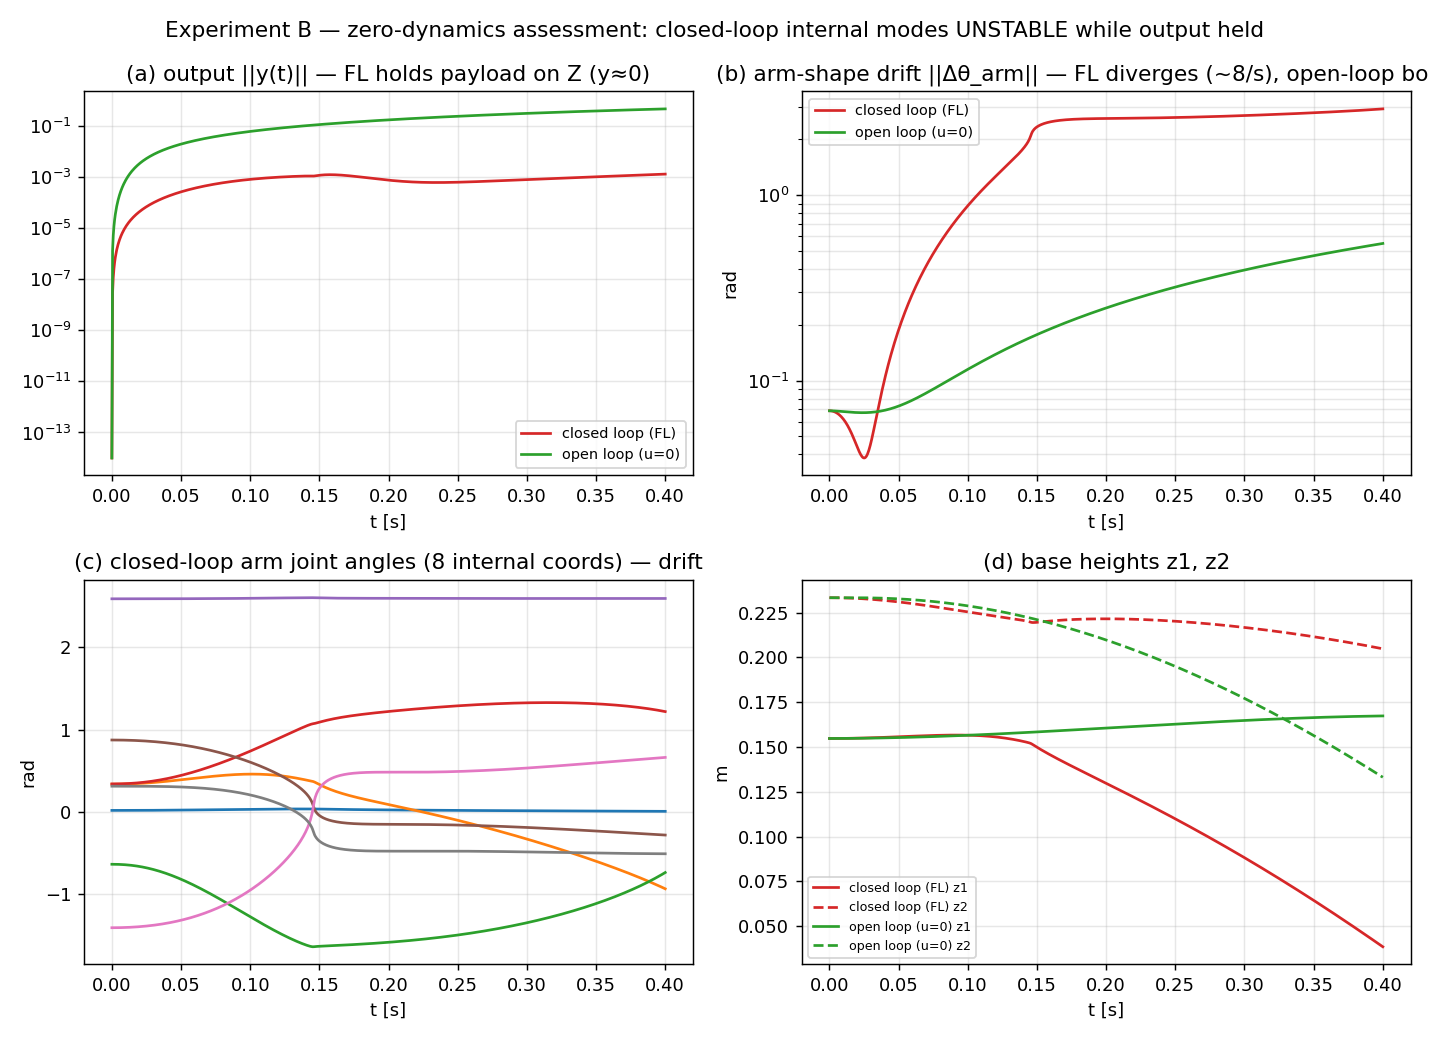 Experiment B — zero-dynamics assessment: closed-loop internal modes UNSTABLE while output held
(a) output ||y(t)|| — FL holds payload on Z (y≈0)
10⁻¹
10⁻³
10⁻⁵
10⁻⁷
10⁻⁹
10⁻¹¹
10⁻¹³
closed loop (FL)
open loop (u=0)
0.00 0.05 0.10 0.15 0.20 0.25 0.30 0.35 0.40
t [s]
(b) arm-shape drift ||Δθ_arm|| — FL diverges (~8/s), open-loop bo
closed loop (FL)
open loop (u=0)
rad
10⁰
10⁻¹
0.00 0.05 0.10 0.15 0.20 0.25 0.30 0.35 0.40
t [s]
(c) closed-loop arm joint angles (8 internal coords) — drift
rad
2
1
0
−1
0.00 0.05 0.10 0.15 0.20 0.25 0.30 0.35 0.40
t [s]
(d) base heights z1, z2
m
0.225
0.200
0.175
0.150
0.125
0.100
0.075
0.050
closed loop (FL) z1
closed loop (FL) z2
open loop (u=0) z1
open loop (u=0) z2
0.00 0.05 0.10 0.15 0.20 0.25 0.30 0.35 0.40
t [s]